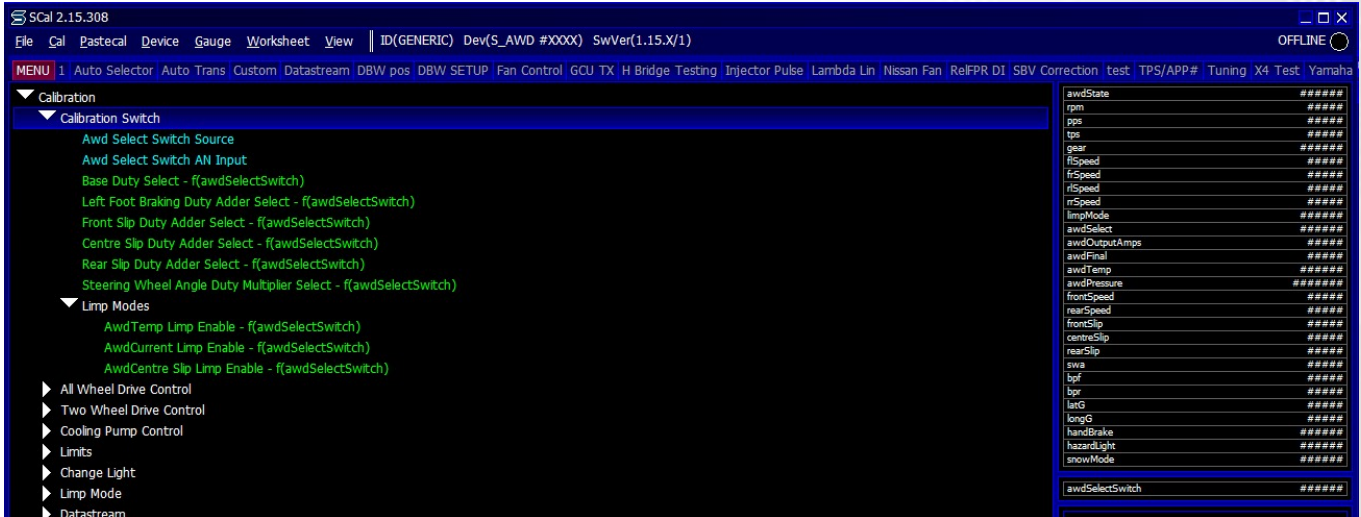 SCal 2.15.308
File Cal Pastecal Device Gauge Worksheet View ID(GENERIC) Dev(S_AWD #XXXX) SwVer(1.15.X/1) OFFLINE
MENU 1 Auto Selector Auto Trans Custom Datastream DBW pos DBW SETUP Fan Control GCU TX H Bridge Testing Injector Pulse Lambda Lin Nissan Fan RelFPR DI SBV Correction test TPS/APP# Tuning X4 Test Yamaha
Calibration
Calibration Switch
Awd Select Switch Source
Awd Select Switch AN Input
Base Duty Select - f(awdSelectSwitch)
Left Foot Braking Duty Adder Select - f(awdSelectSwitch)
Front Slip Duty Adder Select - f(awdSelectSwitch)
Centre Slip Duty Adder Select - f(awdSelectSwitch)
Rear Slip Duty Adder Select - f(awdSelectSwitch)
Steering Wheel Angle Duty Multiplier Select - f(awdSelectSwitch)
Limp Modes
AwdTemp Limp Enable - f(awdSelectSwitch)
AwdCurrent Limp Enable - f(awdSelectSwitch)
AwdCentre Slip Limp Enable - f(awdSelectSwitch)
All Wheel Drive Control
Two Wheel Drive Control
Cooling Pump Control
Limits
Change Light
Limp Mode
Datastream
awdState ######
rpm #####
pps #####
tps #####
gear ######
flSpeed #####
frSpeed #####
rlSpeed #####
rrSpeed #####
limpMode ######
awdSelect ######
awdOutputAmps #####
awdFinal #####
awdTemp ######
awdPressure #######
frontSpeed #####
rearSpeed #####
frontSlip #####
centreSlip #####
rearSlip #####
swa #####
bpf #####
bpr #####
latG #####
longG #####
handBrake ######
hazardLight ######
snowMode ######
awdSelectSwitch ######